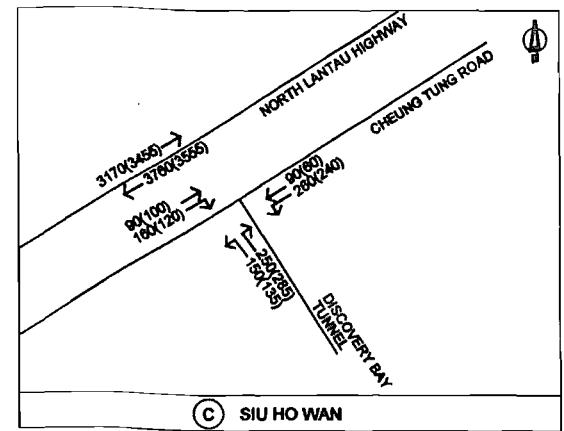 NORTH LANTAU HIGHWAY
CHEUNG TUNG ROAD
3170(3455)
3760(3555)
90(100)
160(120)
90(60)
260(240)
250(285)
150(135)
DISCOVERY BAY
TUNNEL
C SIU HO WAN